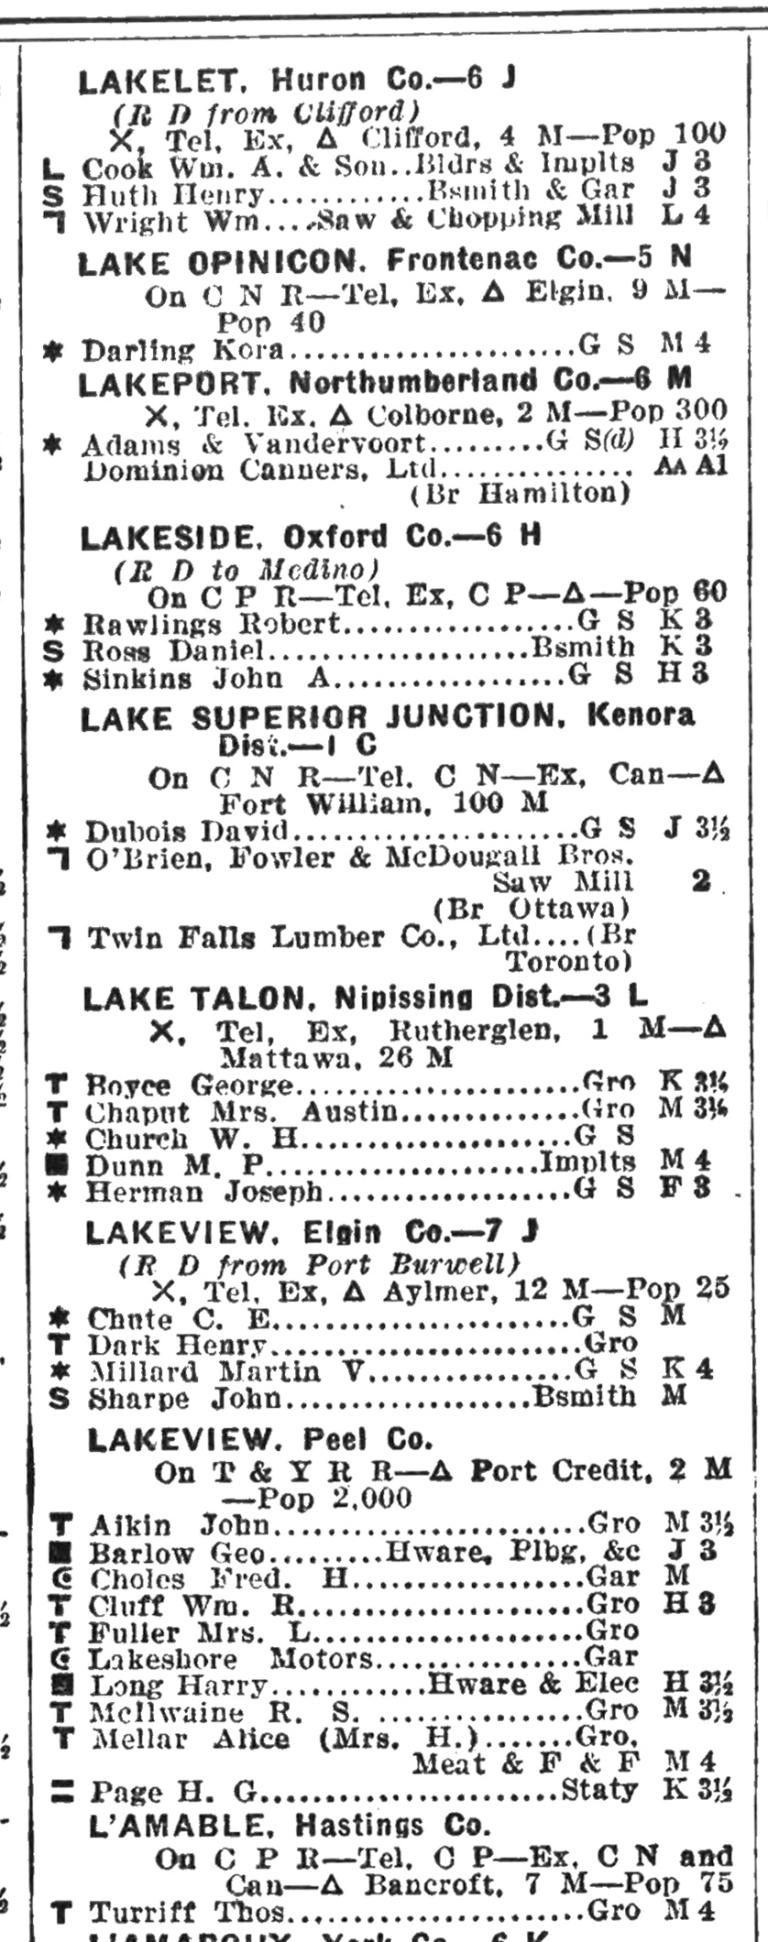 LAKELET, Huron Co.—6 J
(R D from Clifford)
X, Tel, Ex, Δ Clifford, 4 M—Pop 100
L Cook Wm. A. & Son..Bldrs & Implts J 3
S Huth Henry............Bsmith & Gar J 3
⅂ Wright Wm.....Saw & Chopping Mill L 4
LAKE OPINICON, Frontenac Co.—5 N
On C N R—Tel, Ex, Δ Elgin, 9 M—
Pop 40
* Darling Kora......................G S M 4
LAKEPORT, Northumberland Co.—6 M
X, Tel. Ex, Δ Colborne, 2 M—Pop 300
* Adams & Vandervoort.........G S(d) H 3½
Dominion Canners, Ltd............... AA A1
(Br Hamilton)
LAKESIDE, Oxford Co.—6 H
(R D to Medino)
On C P R—Tel, Ex, C P—Δ—Pop 60
* Rawlings Robert..................G S K 3
S Ross Daniel....................Bsmith K 3
* Sinkins John A..................G S H 3
LAKE SUPERIOR JUNCTION, Kenora
Dist.—1 C
On C N R—Tel. C N—Ex, Can—Δ
Fort William, 100 M
* Dubois David......................G S J 3½
⅂ O'Brien, Fowler & McDougall Bros.
Saw Mill 2
(Br Ottawa)
⅂ Twin Falls Lumber Co., Ltd....(Br
Toronto)
LAKE TALON, Nipissing Dist.—3 L
X, Tel, Ex, Rutherglen, 1 M—Δ
Mattawa, 26 M
T Boyce George......................Gro K 3½
T Chaput Mrs. Austin..............Gro M 3½
* Church W. H.....................G S
■ Dunn M. P.....................Implts M 4
* Herman Joseph...................G S F 3
LAKEVIEW, Elgin Co.—7 J
(R D from Port Burwell)
X, Tel, Ex, Δ Aylmer, 12 M—Pop 25
* Chute C. E.......................G S M
T Dark Henry........................Gro
* Millard Martin V................G S K 4
S Sharpe John...................Bsmith M
LAKEVIEW, Peel Co.
On T & Y R R—Δ Port Credit, 2 M
—Pop 2,000
T Aikin John........................Gro M 3½
■ Barlow Geo.........Hware, Plbg, &c J 3
G Choles Fred. H..................Gar M
T Cluff Wm. R......................Gro H 3
T Fuller Mrs. L.....................Gro
G Lakeshore Motors................Gar
■ Long Harry............Hware & Elec H 3½
T McIlwaine R. S. ................Gro M 3½
T Mellar Alice (Mrs. H.).......Gro,
Meat & F & F M 4
= Page H. G.......................Staty K 3½
L'AMABLE, Hastings Co.
On C P R—Tel, C P—Ex, C N and
Can—Δ Bancroft, 7 M—Pop 75
T Turriff Thos.......................Gro M 4